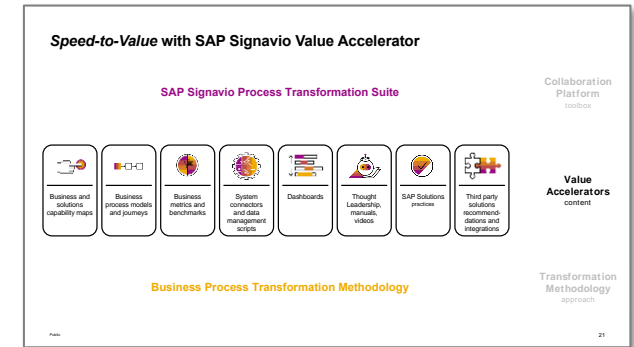 Speed-to-Value with SAP Signavio Value Accelerator
SAP Signavio Process Transformation Suite
Collaboration
Platform
toolbox
Business and
solutions
capability maps
Business
process models
and journeys
Business
metrics and
benchmarks
System
connectors
and data
management
scripts
Dashboards
Thought
Leadership,
manuals,
videos
SAP Solutions
practices
Third party
solutions
recommend-
dations and
integrations
Value
Accelerators
content
Business Process Transformation Methodology
Transformation
Methodology
approach
Public
21